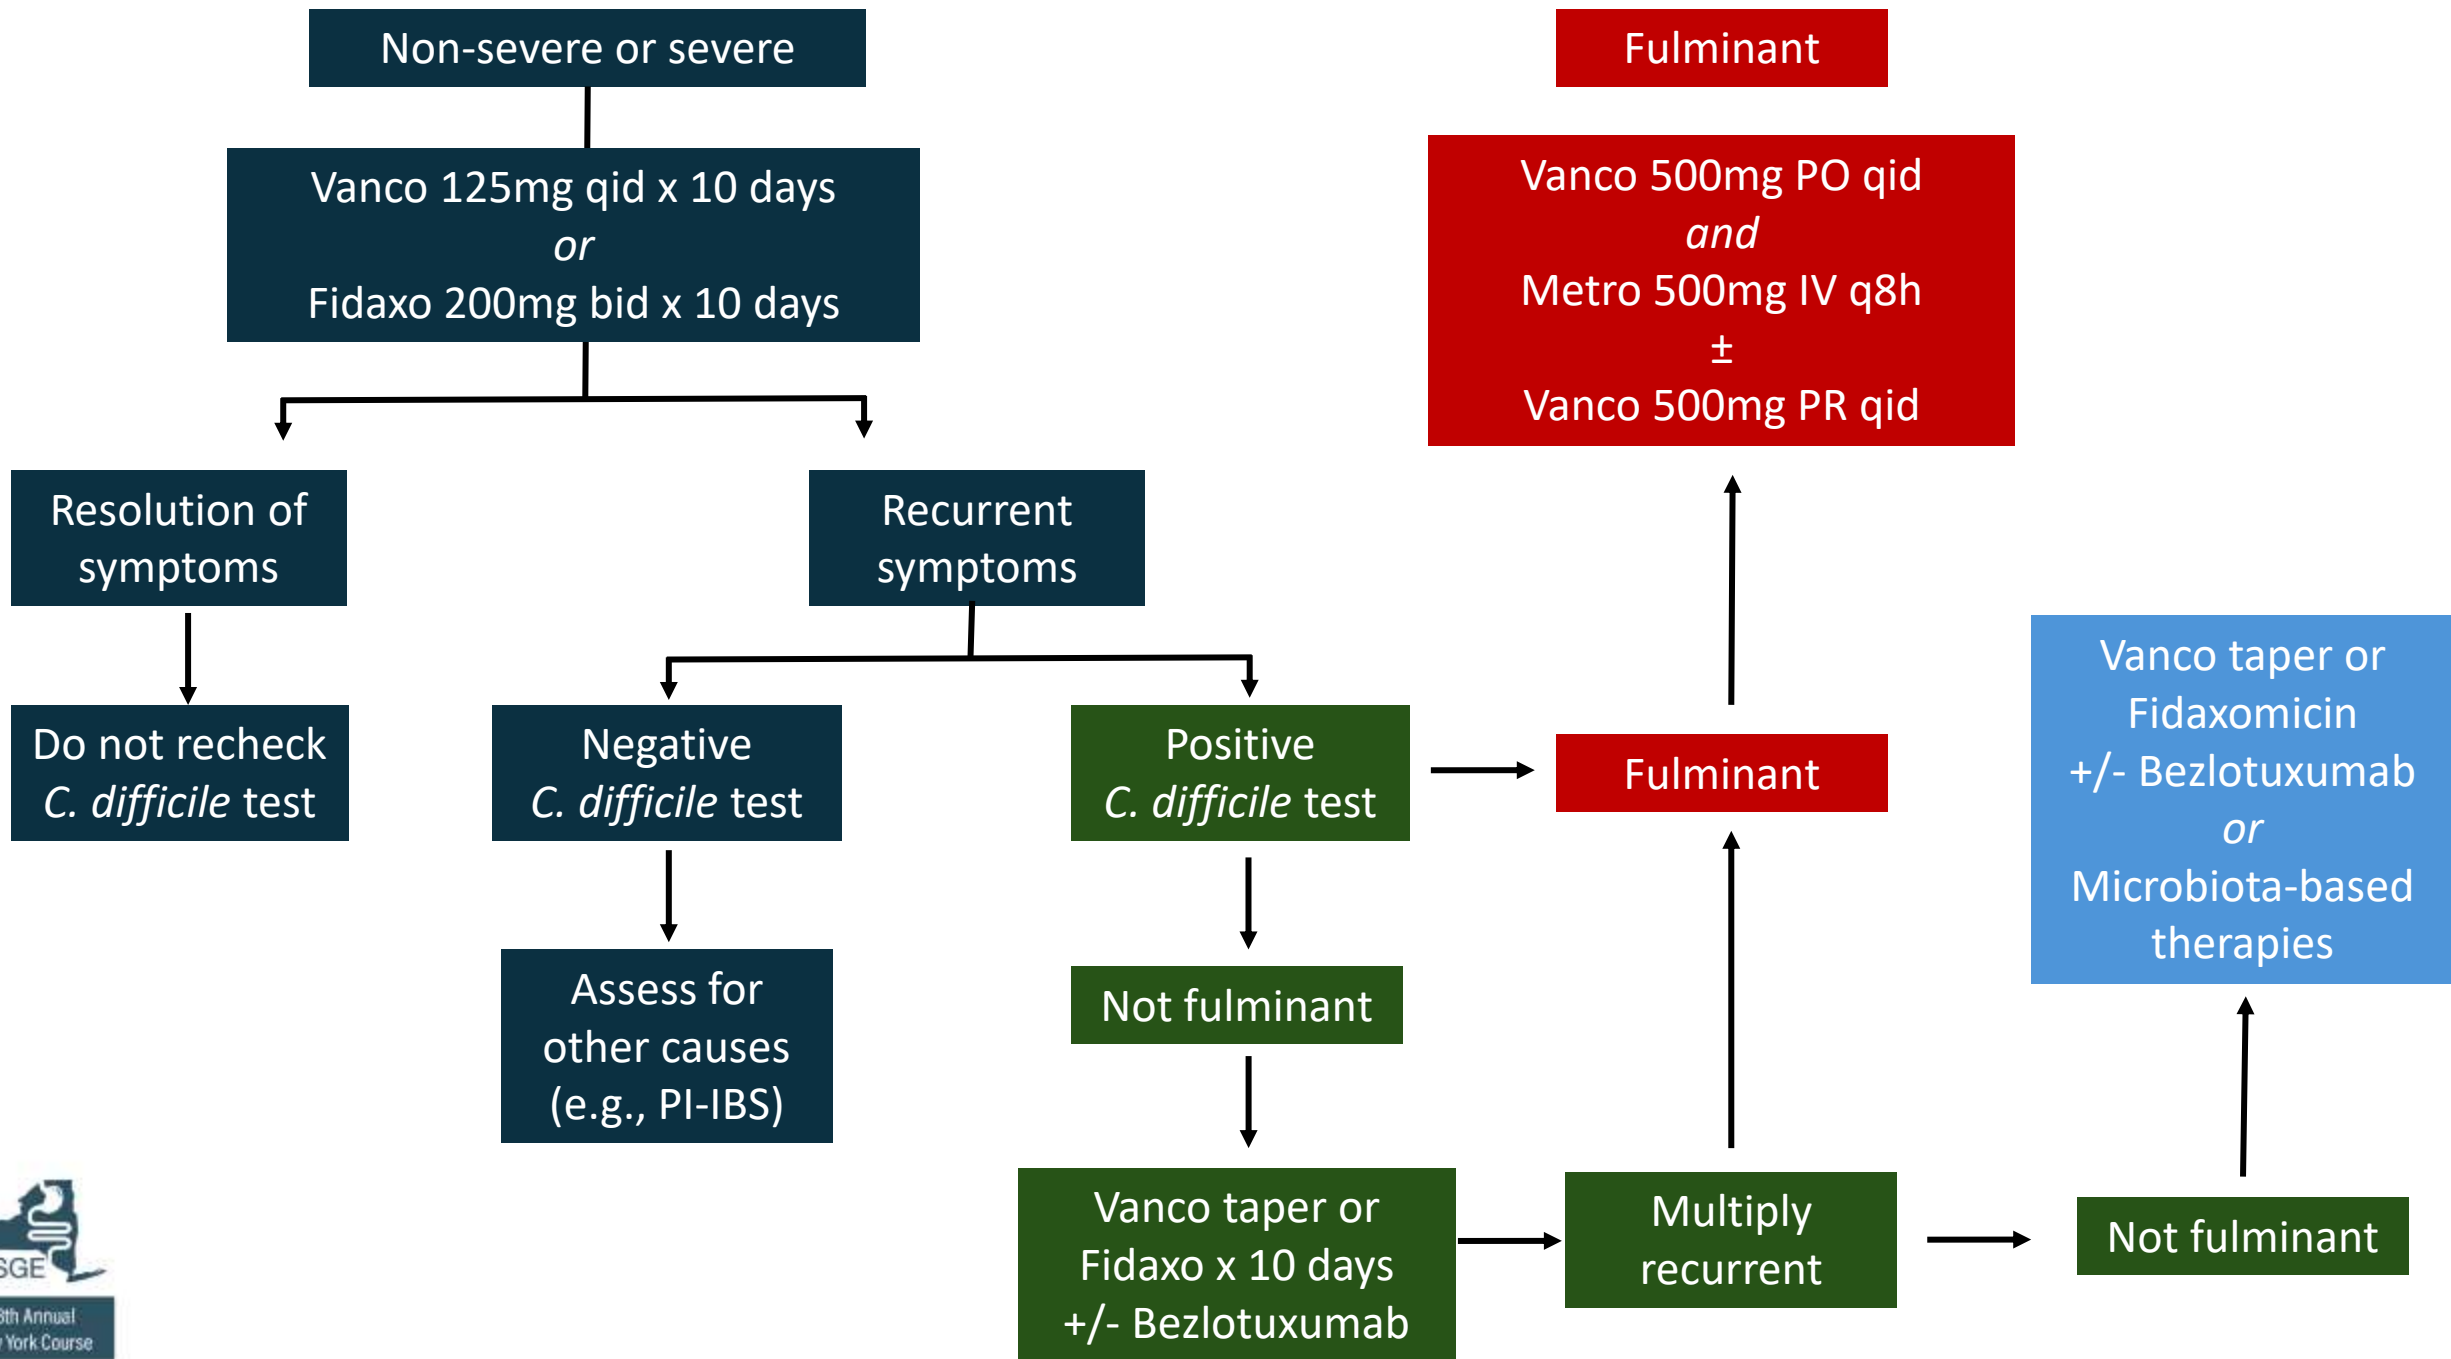 Non-severe or severe
Vanco 125mg qid x 10 days
or
Fidaxo 200mg bid x 10 days
Resolution of
symptoms
Do not recheck
C. difficile test
Recurrent
symptoms
Negative
C. difficile test
Assess for
other causes
(e.g., PI-IBS)
Positive
C. difficile test
Not fulminant
Vanco taper or
Fidaxo x 10 days
+/- Bezlotuxumab
Fulminant
Vanco 500mg PO qid
and
Metro 500mg IV q8h
±
Vanco 500mg PR qid
Fulminant
Multiply
recurrent
Not fulminant
Vanco taper or
Fidaxomicin
+/- Bezlotuxumab
or
Microbiota-based
therapies
SGE
8th Annual
York Course